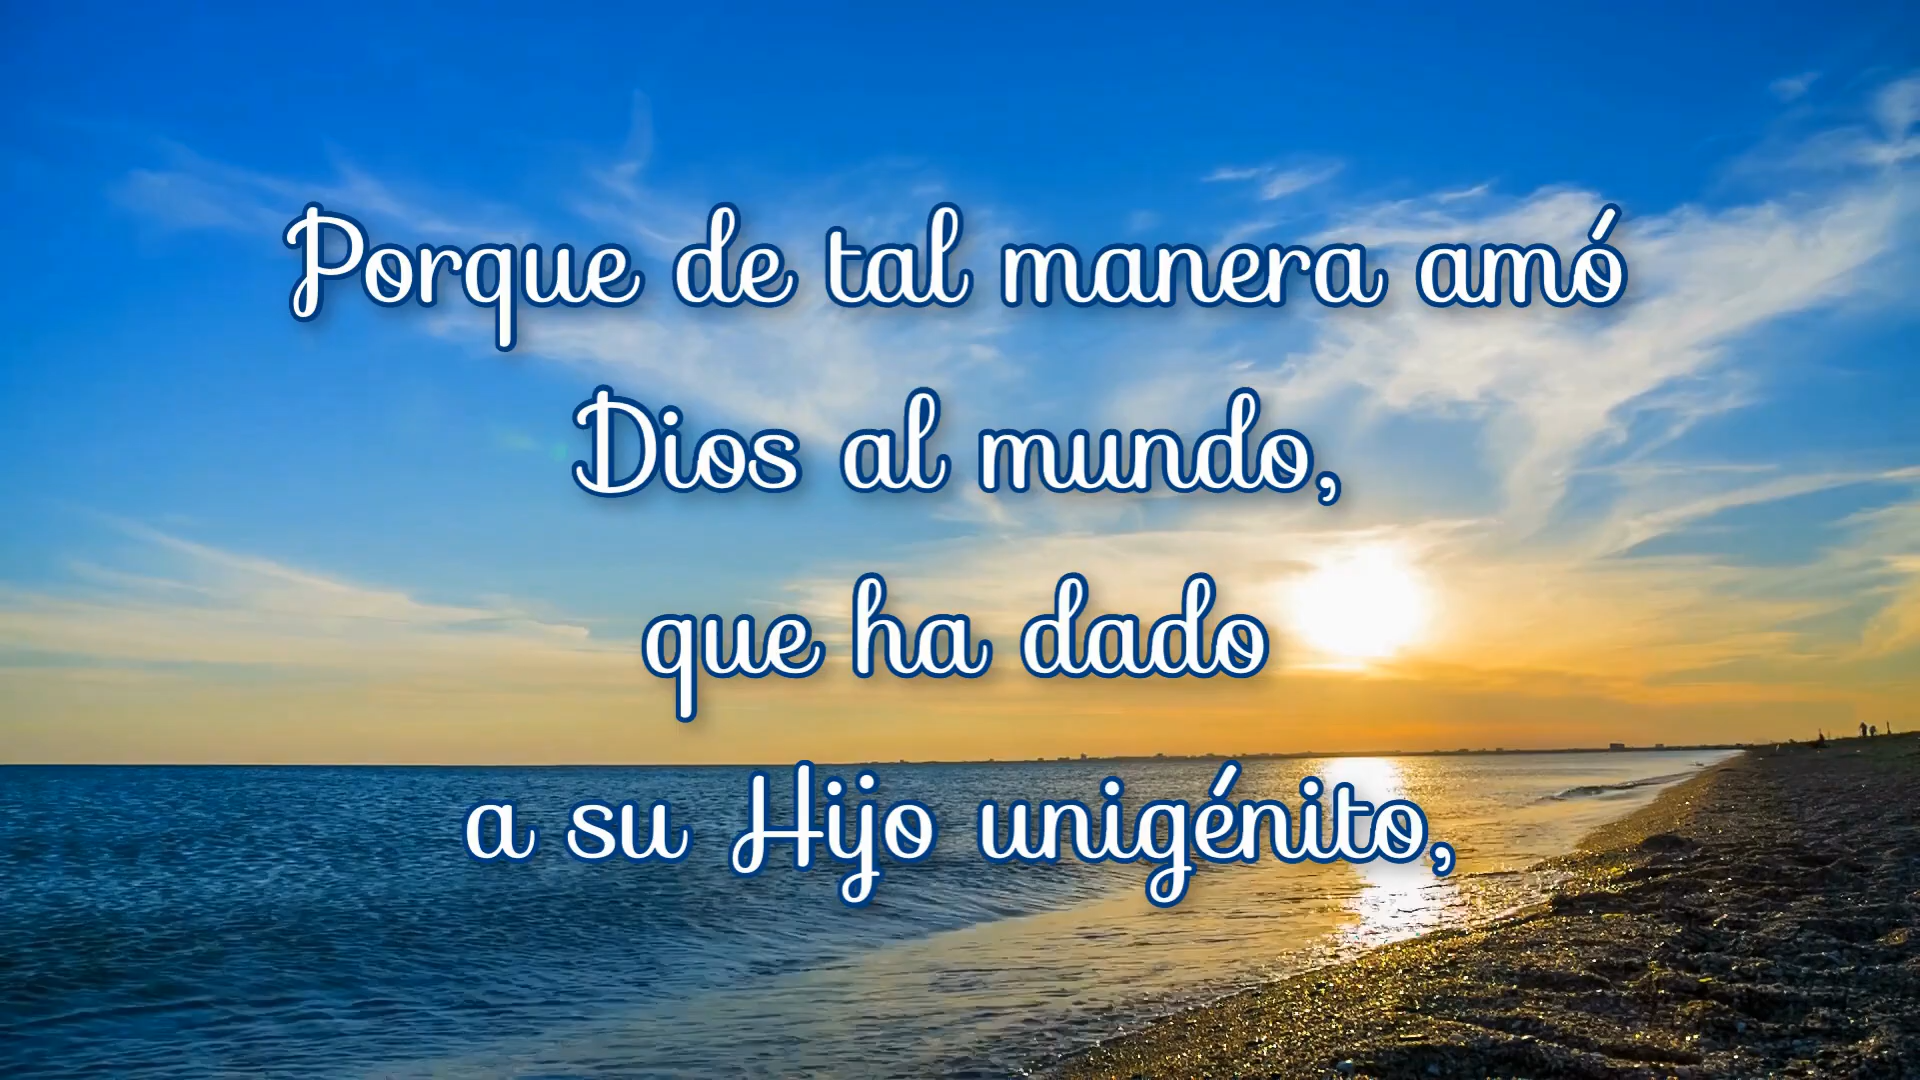 Porque de tal manera amó
Dios al mundo,
que ha dado
a su Hijo unigénito,